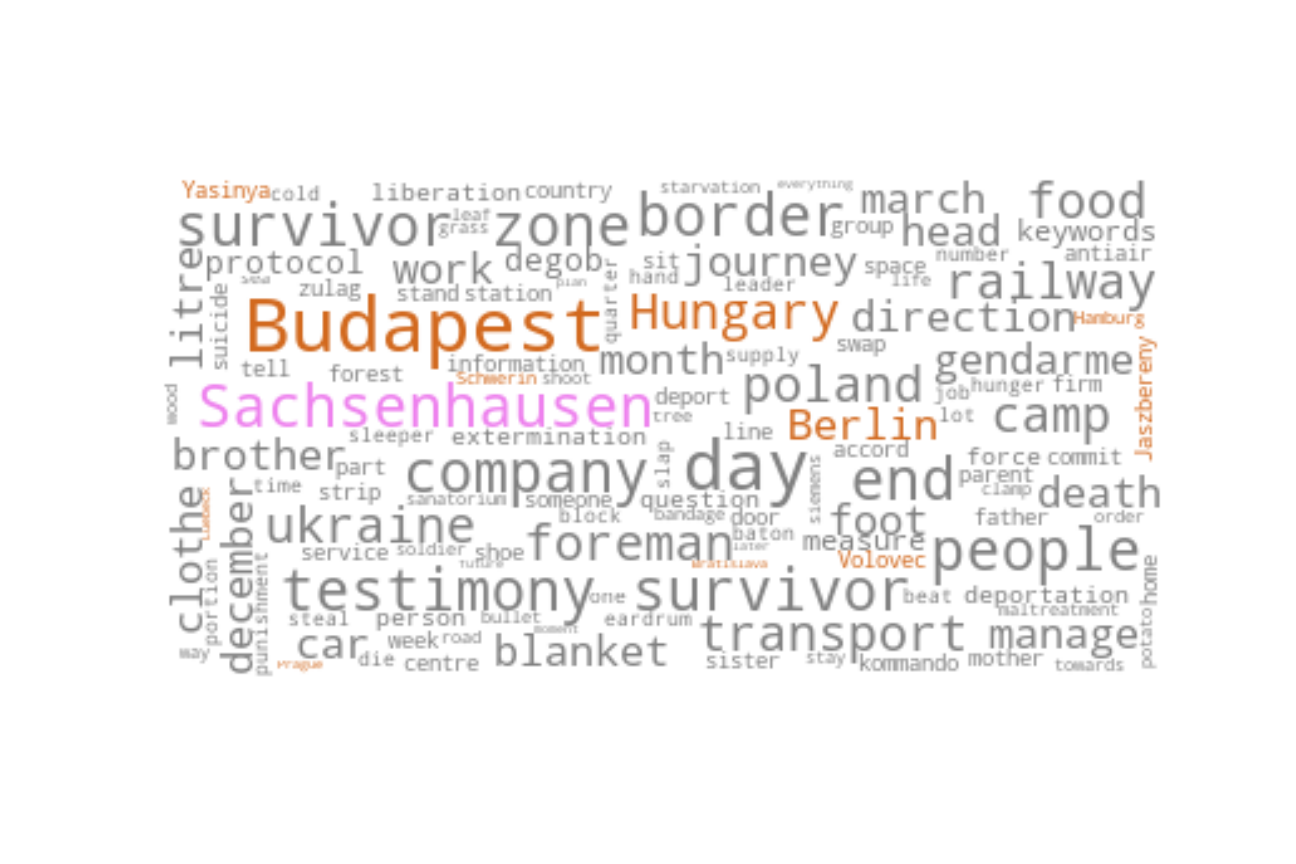 Yasinya cold liberation country starvation everything march food
survivor leaf grass zone border group head keywords
litre protocol work degob sit journey space number antiair
hand leader life railway
suicide zulag stand station plan quarter
Budapest Hungary direction Hamburg
swap
tell forest information month supply gendarme Jaszbereny
Schwerin shoot
wood Sachsenhausen deport poland job hunger firm
tree line Berlin lot camp
brother sleeper extermination accord
part company slap day end force commit
time strip sanatorium someone question siemens parent clamp death
clothe Luebeck december ukraine block bandage door foot father order
service soldier shoe foreman baton later measure people
future Bratislava Volovec
portion punishment testimony one survivor beat deportation home
maltreatment
steal person bullet eardrum transport manage potato
car week road moment blanket
way Prague die centre sister stay kommando mother towards